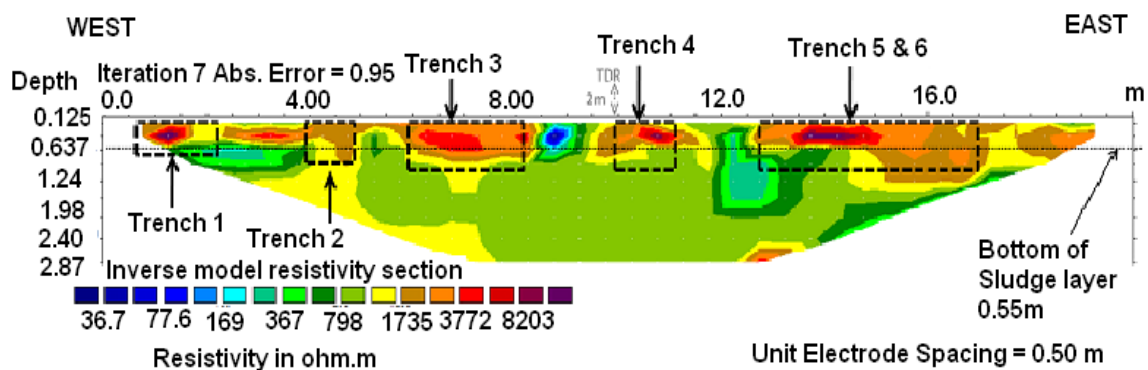 WEST
EAST
Depth
Iteration 7 Abs. Error = 0.95
Trench 3
TDR
2m
Trench 4
Trench 5 & 6
0.0 4.00 8.00 12.0 16.0 m
0.125
0.637
1.24
1.98
2.40
2.87
Trench 1
Trench 2
Bottom of
Sludge layer
0.55m
Inverse model resistivity section
36.7 77.6 169 367 798 1735 3772 8203
Resistivity in ohm.m
Unit Electrode Spacing = 0.50 m